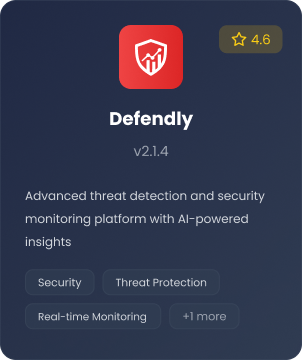 4.6
Defendly
v2.1.4
Advanced threat detection and security
monitoring platform with AI-powered
insights
Security
Threat Protection
Real-time Monitoring
+1 more